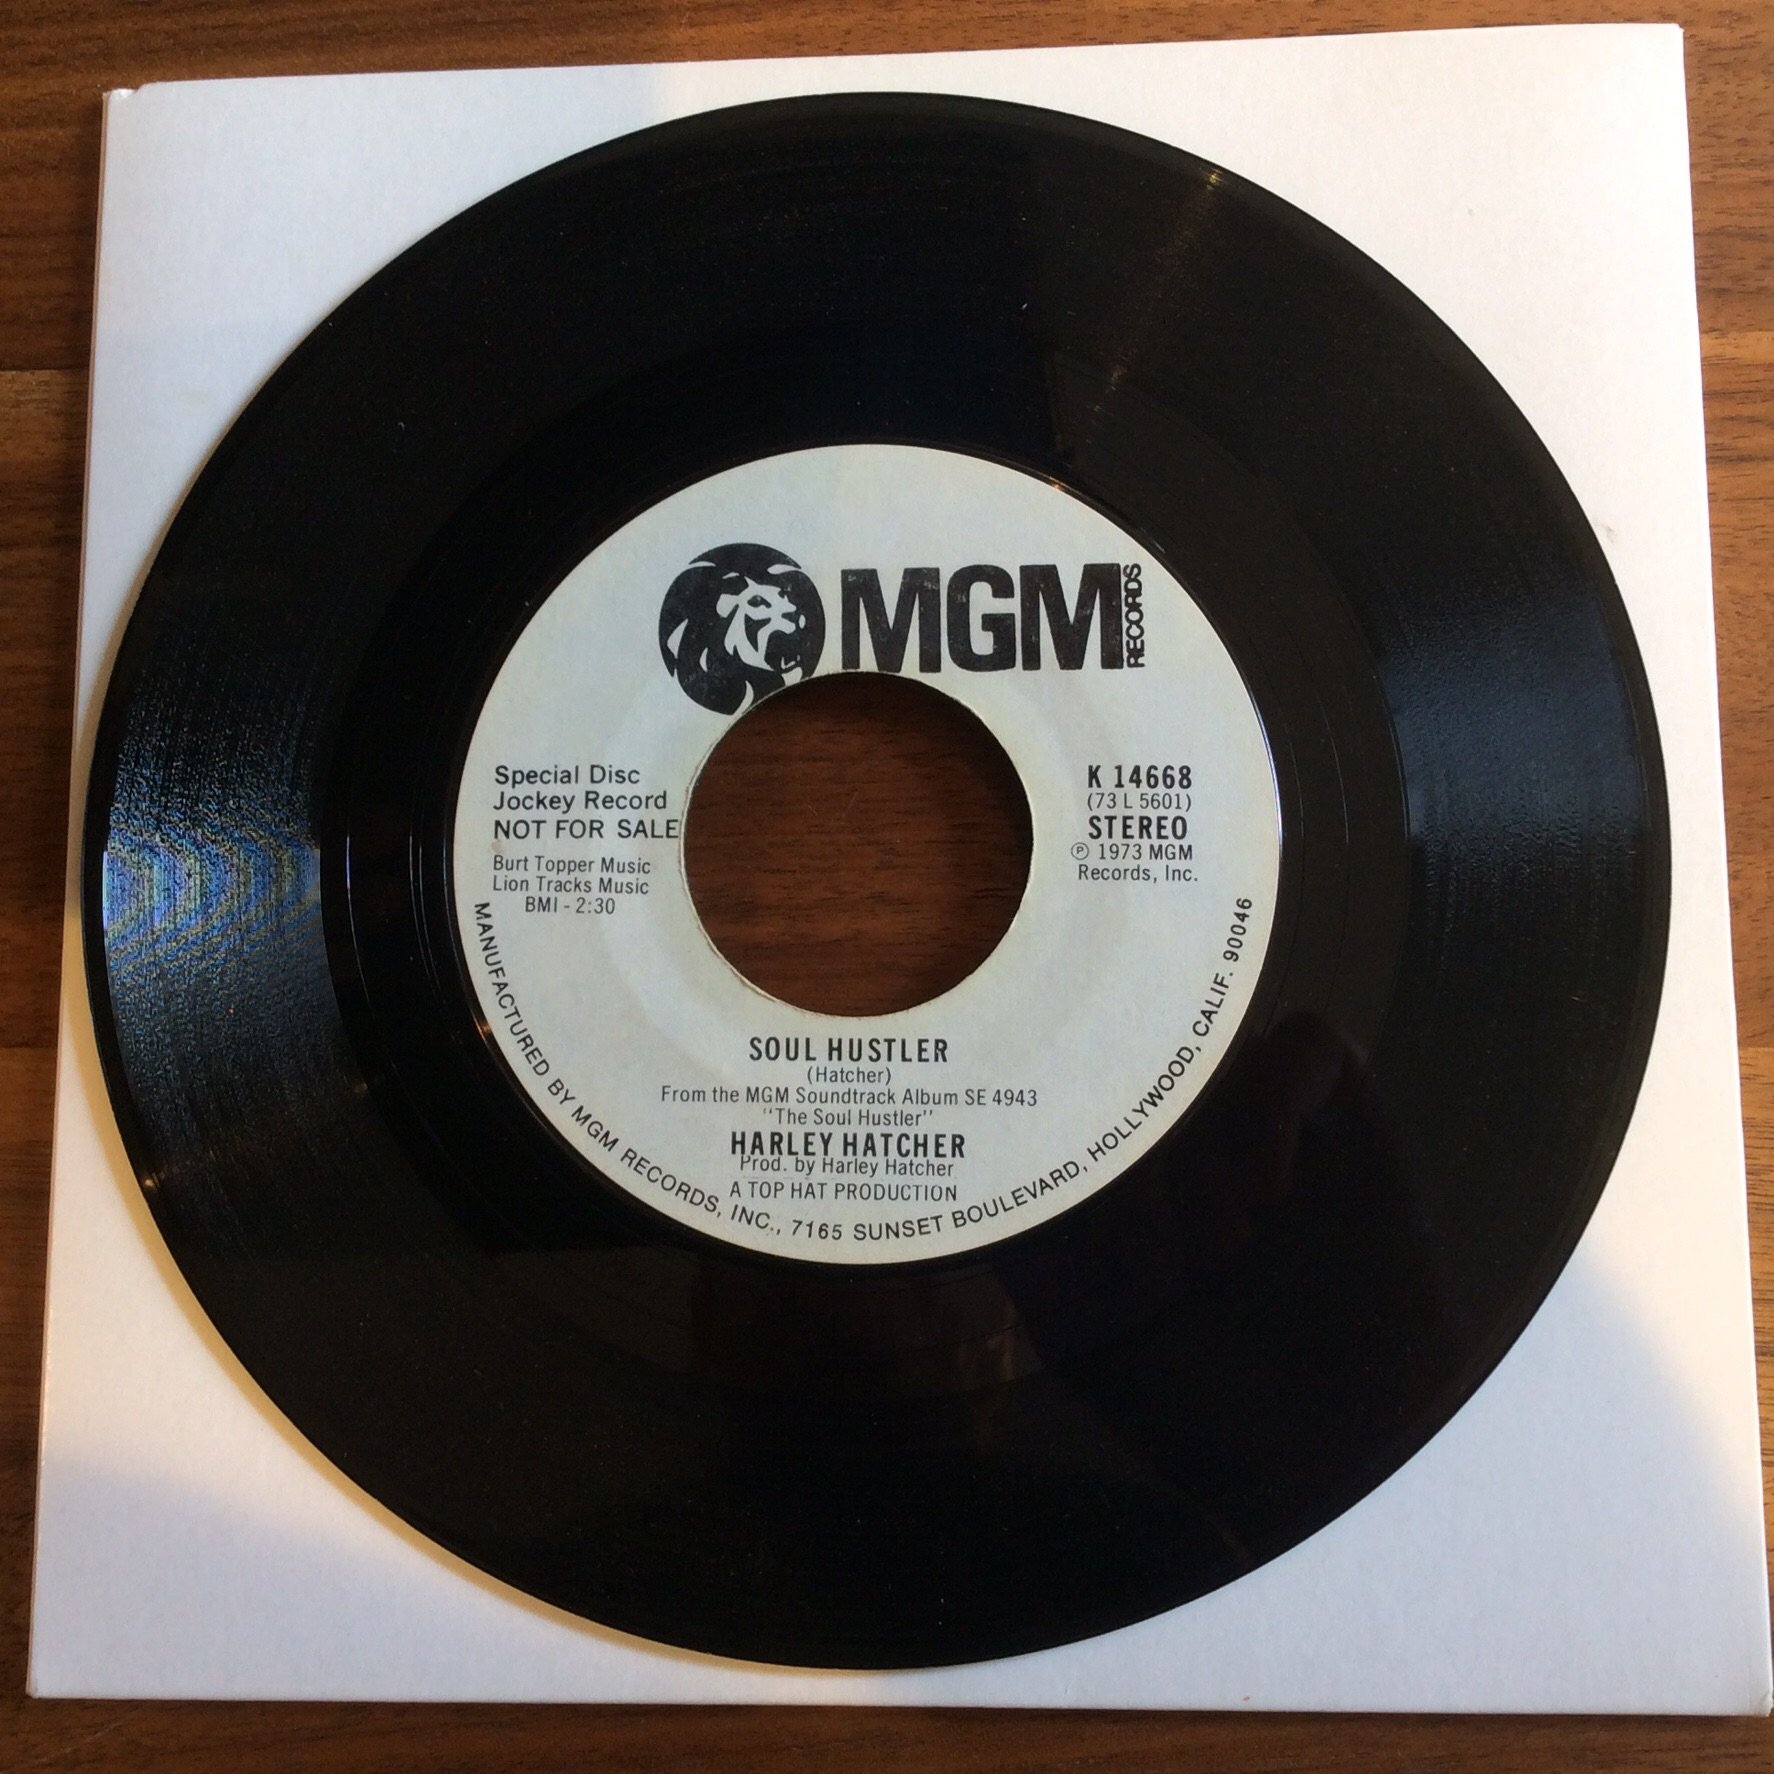 MGM
RECORDS
Special Disc
Jockey Record
NOT FOR SALE
Burt Topper Music
Lion Tracks Music
BMI - 2:30
K 14668
(73 L 5601)
STEREO
℗ 1973 MGM
Records, Inc.
SOUL HUSTLER
(Hatcher)
From the MGM Soundtrack Album SE 4943
"The Soul Hustler"
HARLEY HATCHER
Prod. by Harley Hatcher
A TOP HAT PRODUCTION
MANUFACTURED BY MGM RECORDS, INC., 7165 SUNSET BOULEVARD, HOLLYWOOD, CALIF. 90046